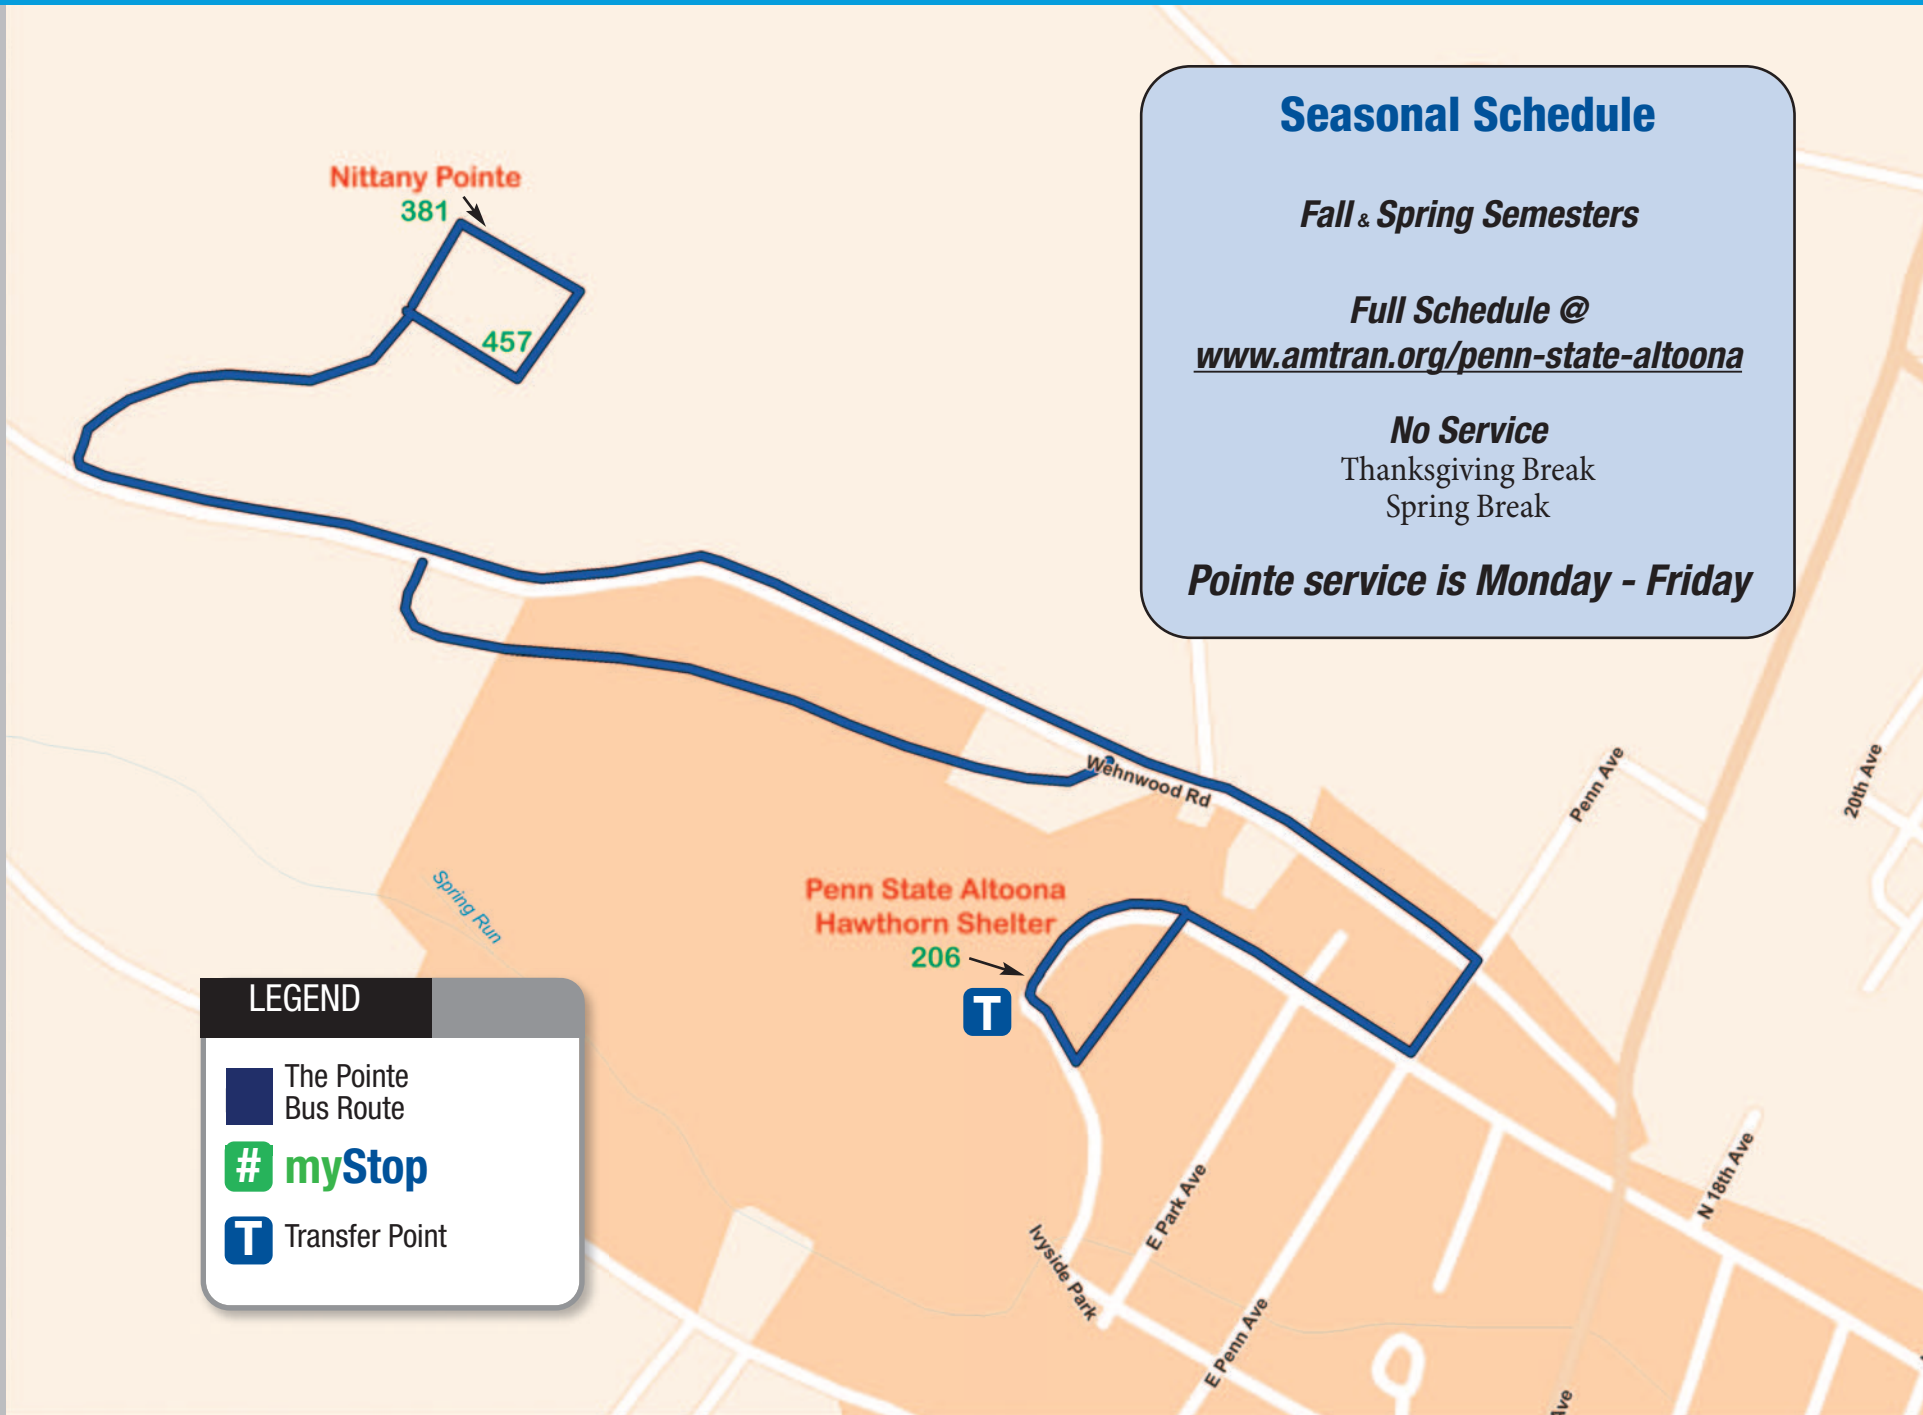 Seasonal Schedule
Fall & Spring Semesters
Full Schedule @
www.amtran.org/penn-state-altoona
No Service
Thanksgiving Break
Spring Break
Pointe service is Monday - Friday
Nittany Pointe
381
457
Wehnwood Rd
Penn Ave
20th Ave
Spring Run
Penn State Altoona
Hawthorn Shelter
206
T
LEGEND
The Pointe
Bus Route
# myStop
T Transfer Point
N 18th Ave
E Park Ave
Ivyside Park
E Penn Ave